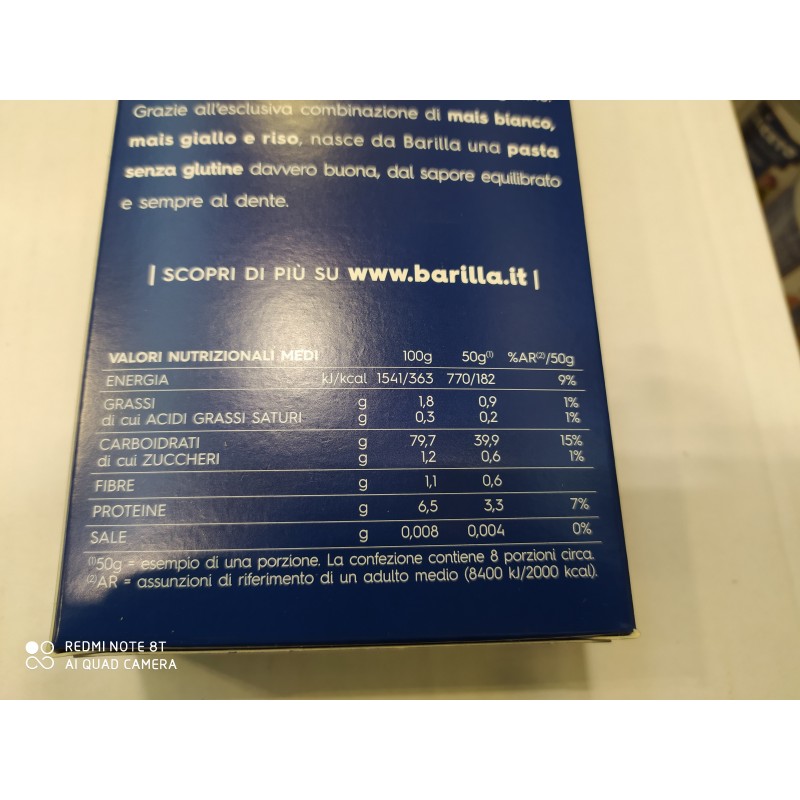 Grazie all'esclusiva combinazione di mais bianco,
mais giallo e riso, nasce da Barilla una pasta
senza glutine davvero buona, dal sapore equilibrato
e sempre al dente.
| SCOPRI DI PIÙ SU www.barilla.it |
VALORI NUTRIZIONALI MEDI 100g 50g⁽¹⁾ %AR⁽²⁾/50g
ENERGIA kJ/kcal 1541/363 770/182 9%
GRASSI g 1,8 0,9 1%
di cui ACIDI GRASSI SATURI g 0,3 0,2 1%
CARBOIDRATI g 79,7 39,9 15%
di cui ZUCCHERI g 1,2 0,6 1%
FIBRE g 1,1 0,6
PROTEINE g 6,5 3,3 7%
SALE g 0,008 0,004 0%
⁽¹⁾50g = esempio di una porzione. La confezione contiene 8 porzioni circa.
⁽²⁾AR = assunzioni di riferimento di un adulto medio (8400 kJ/2000 kcal).
REDMI NOTE 8T
AI QUAD CAMERA